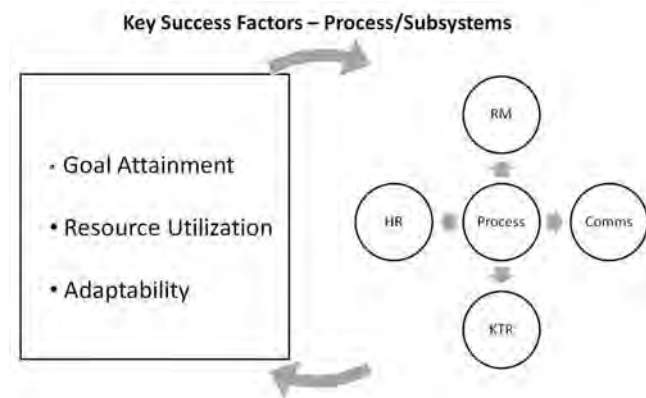 Key Success Factors – Process/Subsystems
• Goal Attainment
• Resource Utilization
• Adaptability
RM
HR
Process
Comms
KTR